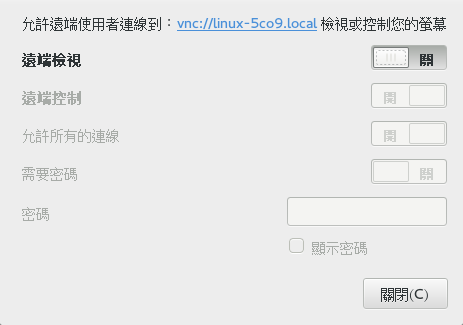 允許遠端使用者連線到：vnc://linux-5co9.local 檢視或控制您的螢幕
遠端檢視 關
遠端控制 開
允許所有的連線 開
需要密碼 關
密碼
顯示密碼
關閉(C)